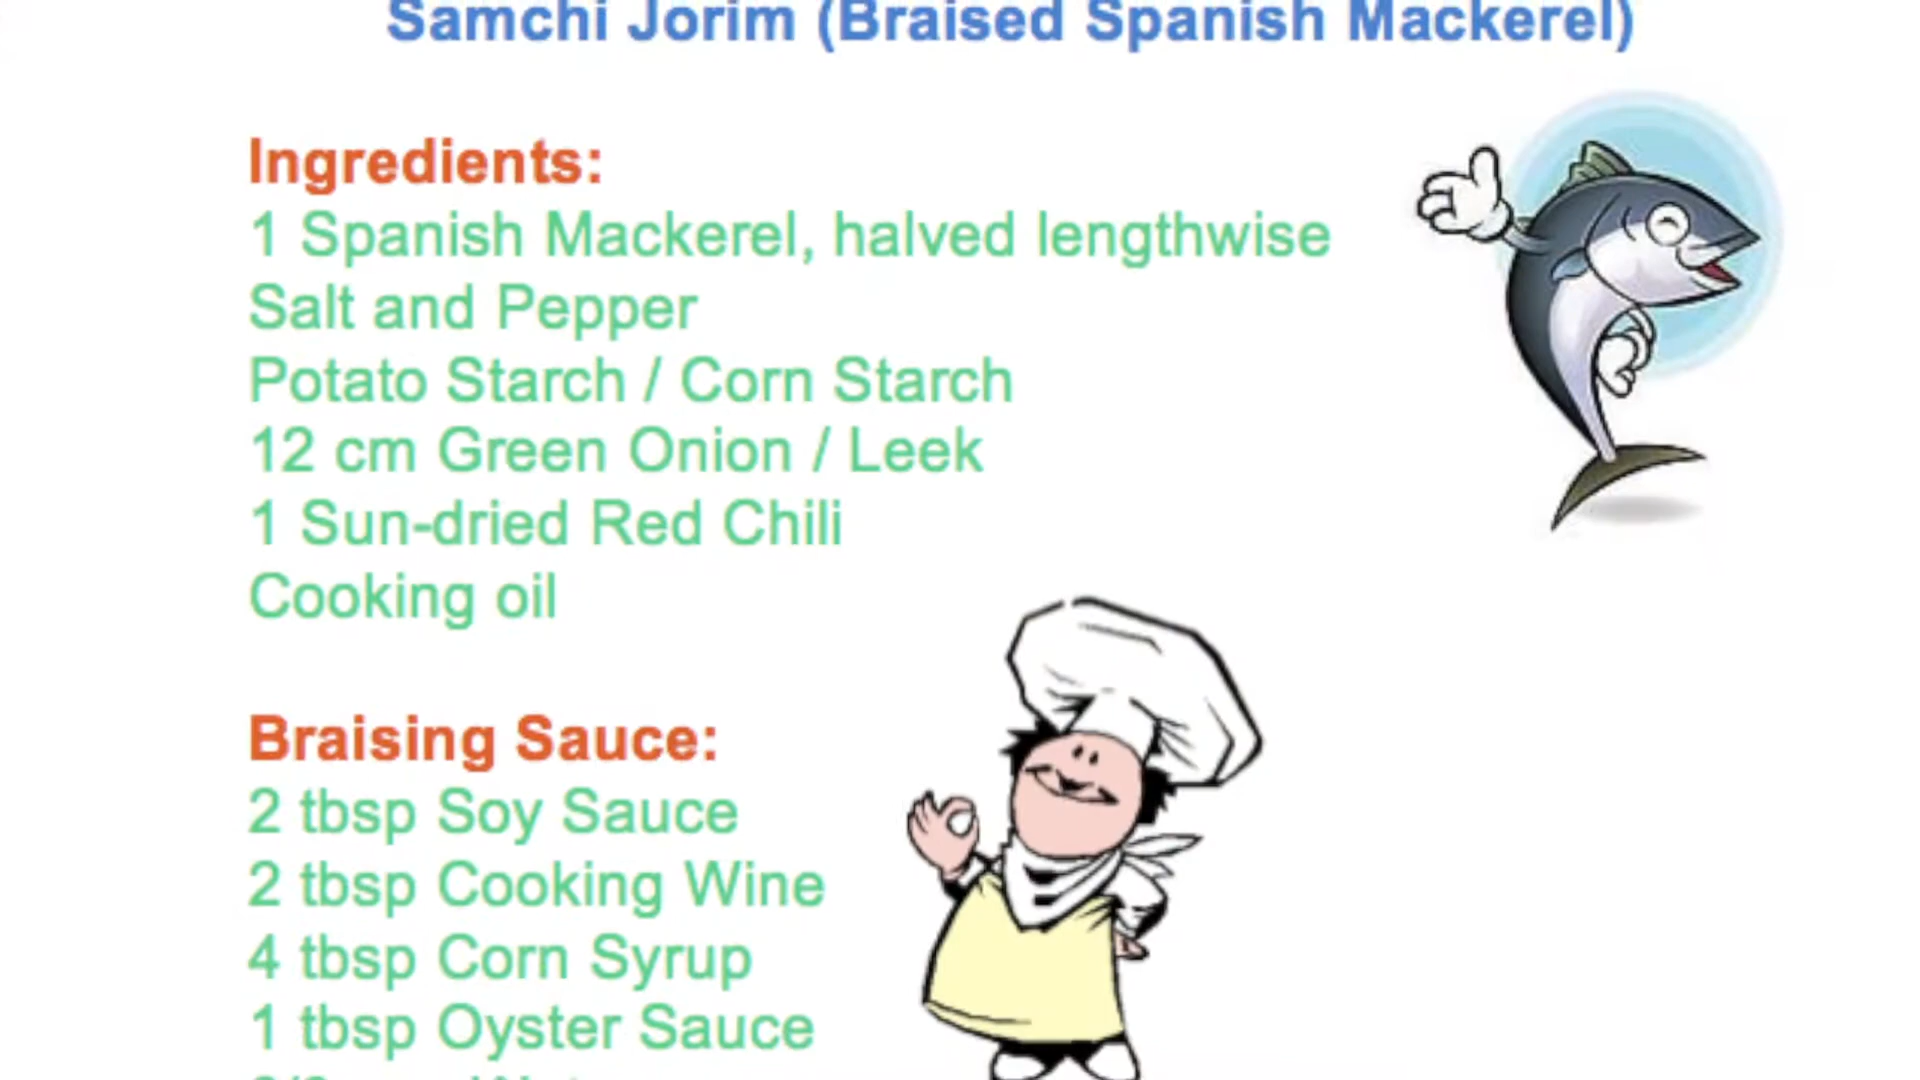 Samchi Jorim (Braised Spanish Mackerel)
Ingredients:
1 Spanish Mackerel, halved lengthwise
Salt and Pepper
Potato Starch / Corn Starch
12 cm Green Onion / Leek
1 Sun-dried Red Chili
Cooking oil
Braising Sauce:
2 tbsp Soy Sauce
2 tbsp Cooking Wine
4 tbsp Corn Syrup
1 tbsp Oyster Sauce